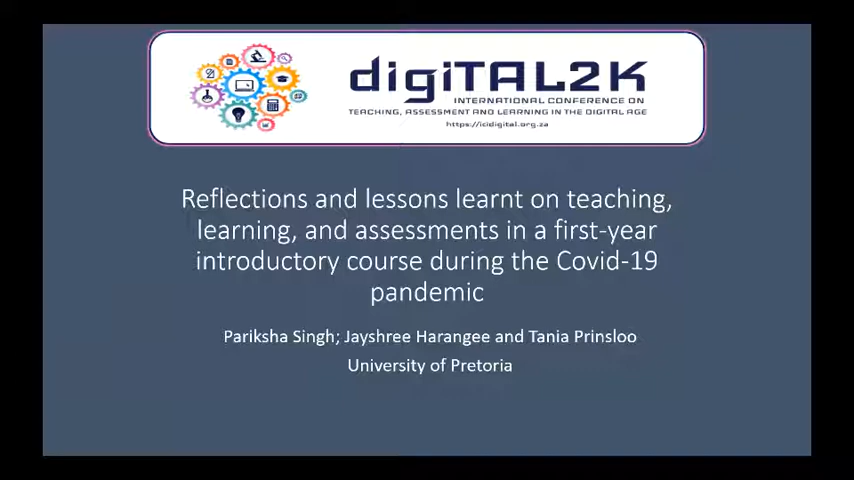 digiTAL2K
INTERNATIONAL CONFERENCE ON
TEACHING, ASSESSMENT AND LEARNING IN THE DIGITAL AGE
https://icidigital.org.za
Reflections and lessons learnt on teaching,
learning, and assessments in a first-year
introductory course during the Covid-19
pandemic
Pariksha Singh; Jayshree Harangee and Tania Prinsloo
University of Pretoria